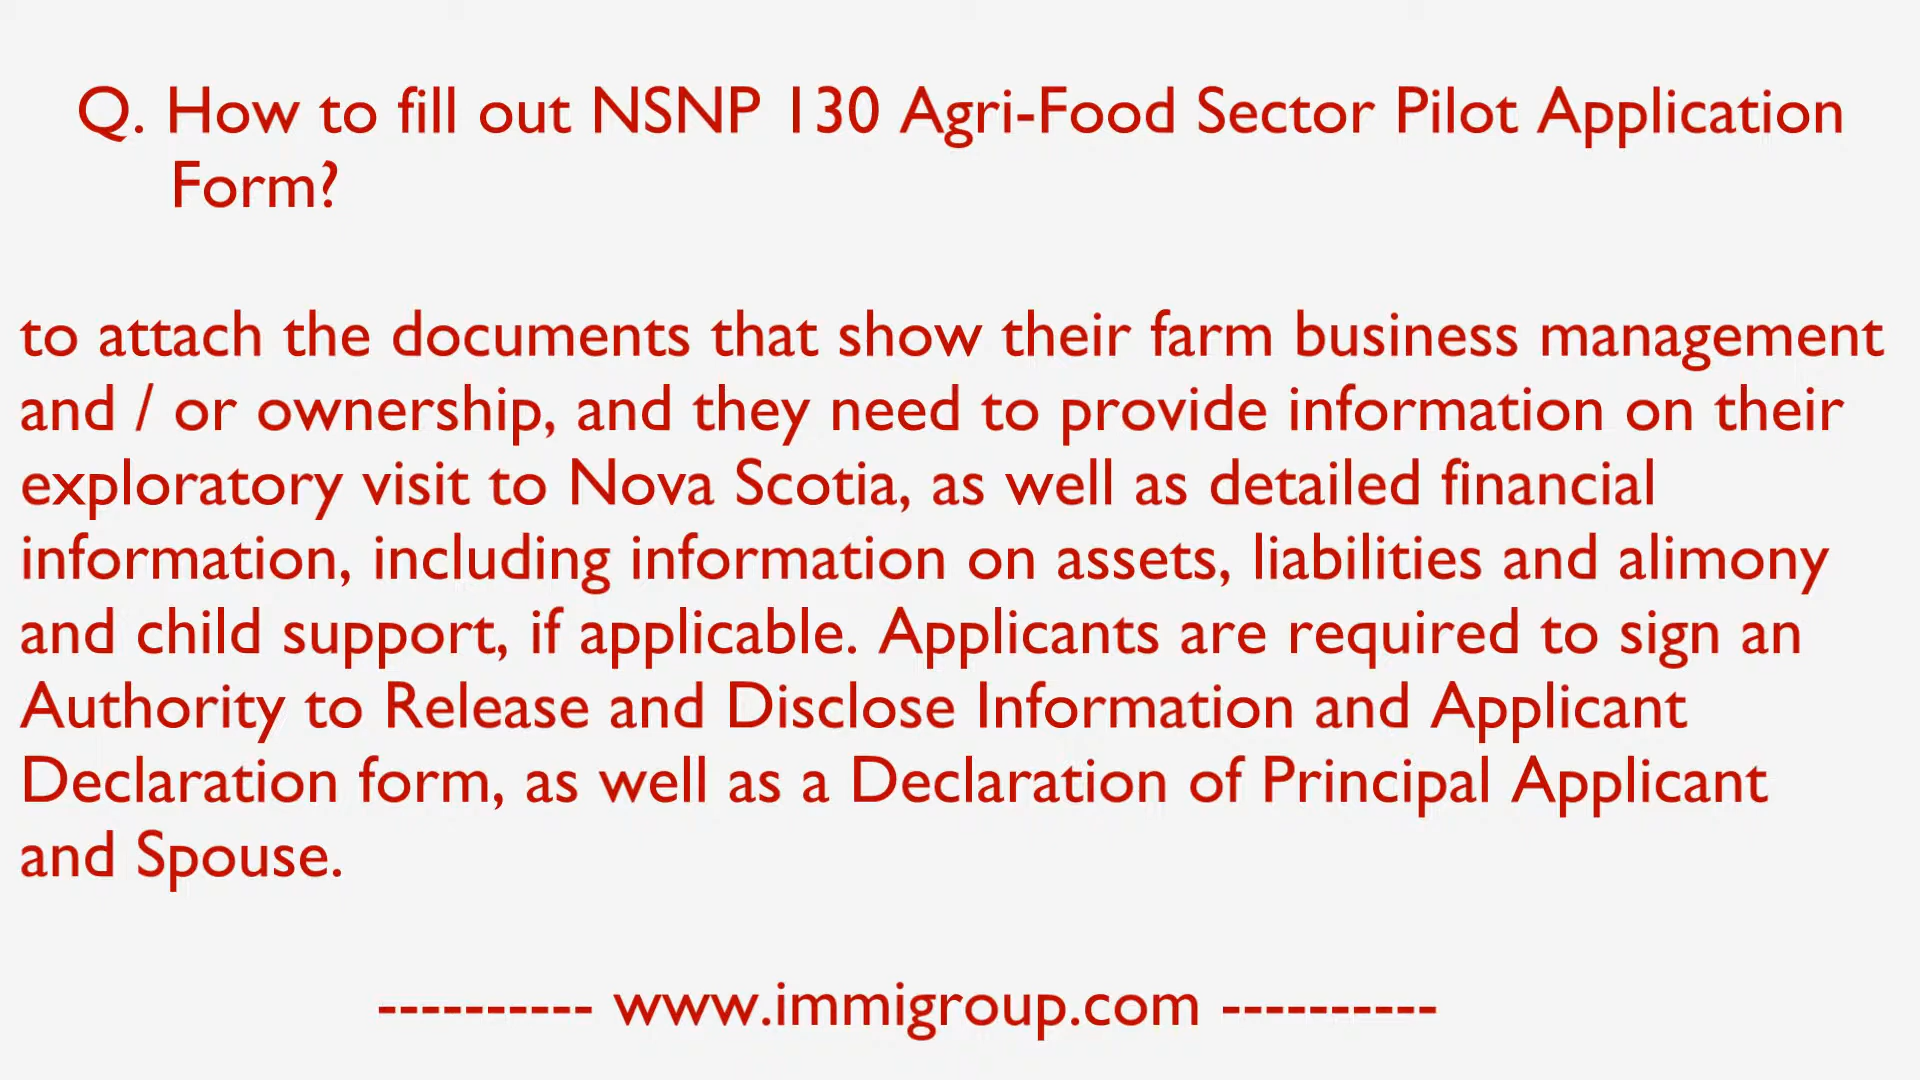 Q. How to fill out NSNP 130 Agri-Food Sector Pilot Application
Form?
to attach the documents that show their farm business management
and / or ownership, and they need to provide information on their
exploratory visit to Nova Scotia, as well as detailed financial
information, including information on assets, liabilities and alimony
and child support, if applicable. Applicants are required to sign an
Authority to Release and Disclose Information and Applicant
Declaration form, as well as a Declaration of Principal Applicant
and Spouse.
---------- www.immigroup.com ----------